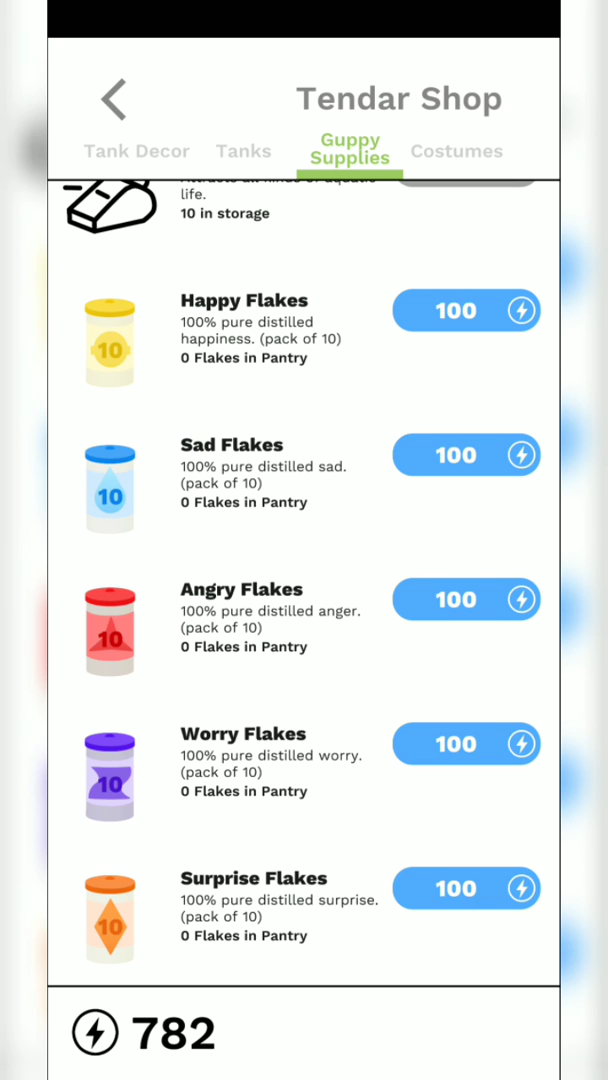 Tendar Shop
Tank Decor
Tanks
Guppy
Supplies
Costumes
life.
10 in storage
Happy Flakes
100% pure distilled
happiness. (pack of 10)
0 Flakes in Pantry
10
100
Sad Flakes
100% pure distilled sad.
(pack of 10)
0 Flakes in Pantry
10
100
Angry Flakes
100% pure distilled anger.
(pack of 10)
0 Flakes in Pantry
10
100
Worry Flakes
100% pure distilled worry.
(pack of 10)
0 Flakes in Pantry
10
100
Surprise Flakes
100% pure distilled surprise.
(pack of 10)
0 Flakes in Pantry
10
100
782